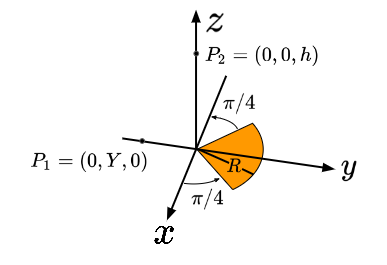 z
P₂ = (0, 0, h)
π/4
P₁ = (0, Y, 0)
R
y
π/4
x